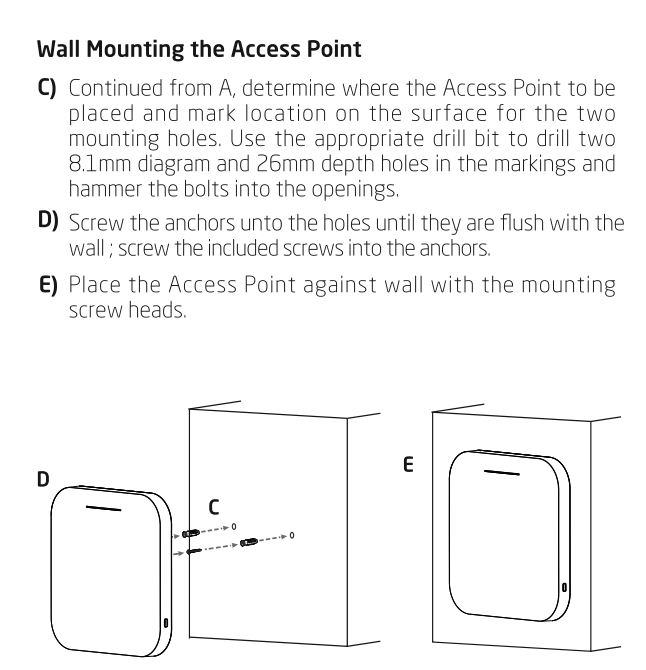 Wall Mounting the Access Point
C) Continued from A, determine where the Access Point to be
placed and mark location on the surface for the two
mounting holes. Use the appropriate drill bit to drill two
8.1mm diagram and 26mm depth holes in the markings and
hammer the bolts into the openings.
D) Screw the anchors unto the holes until they are flush with the
wall ; screw the included screws into the anchors.
E) Place the Access Point against wall with the mounting
screw heads.
D
C
E